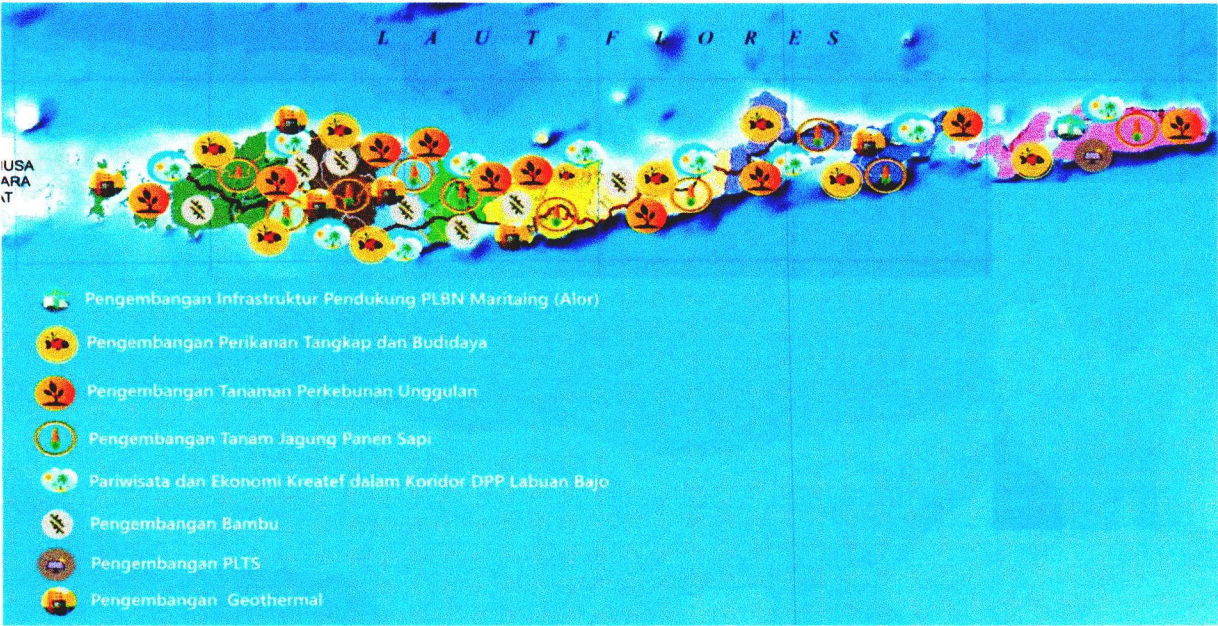 LAUT FLORES
NUSA
ARA
AT
Pengembangan Infrastruktur Pendukung PLBN Maritaing (Alor)
Pengembangan Perikanan Tangkap dan Budidaya
Pengembangan Tanaman Perkebunan Unggulan
Pengembangan Tanam Jagung Panen Sapi
Pariwisata dan Ekonomi Kreatef dalam Koridor DPP Labuan Bajo
Pengembangan Bambu
Pengembangan PLTS
Pengembangan Geothermal